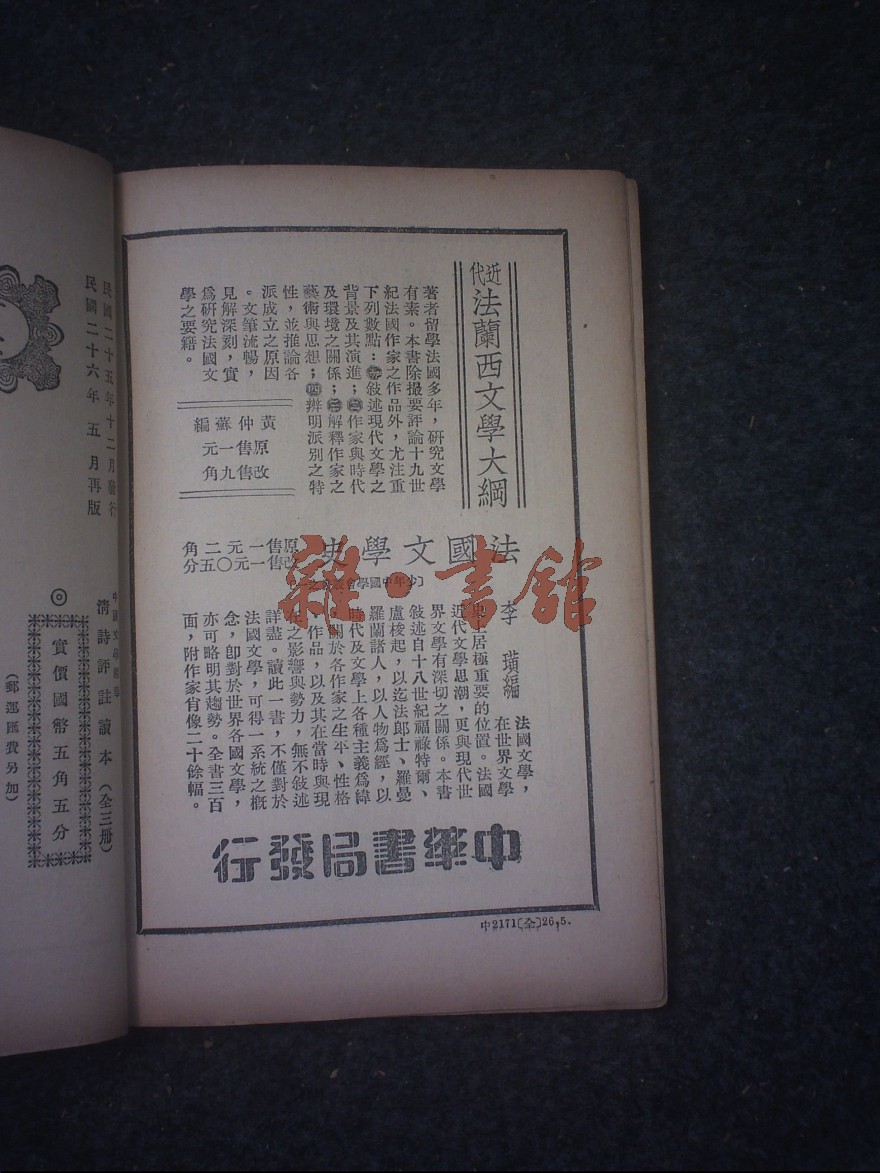 近代法蘭西文學大綱
著者留學法國多年，研究文學
有素。本書除撮要評論十九世
紀法國作家之作品外，尤注重
下列數點：㊀敘述現代文學之
背景及其演進；㊁作家與時代
及環境之關係；㊂解釋作家之
藝術與思想；㊃辨明派別之特
性，並推論各
派成立之原因
。文筆流暢，
見解深刻，實
爲研究法國文
學之要籍。
黃仲蘇編
原售一元
改售九角
法國文學史
原售一元二角
改售一元〇五分
李璜編
法國文學，
在世界文學
史上居極重要的位置。法國
近代文學思潮，更與現代世
界文學有深切之關係。本書
敘述自十八世紀福祿特爾、
盧梭起，以迄法郎士、羅曼
羅蘭諸人，以人物爲經，以
時代及文學上各種主義爲緯
關於各作家之生平、性格
、作品，以及其在當時與現
在之影響與勢力，無不敘述
詳盡。讀此一書，不僅對於
法國文學，可得一系統之概
念，卽對於世界各國文學，
亦可略明其趨勢。全書三百
面，附作家肖像二十餘幅。
中華書局發行
中2171〔全〕26,5.
民國二十五年十二月發行
民國二十六年五月再版
清詩評註讀本（全三冊）
◎實價國幣五角五分
（郵運匯費另加）
雜·書館